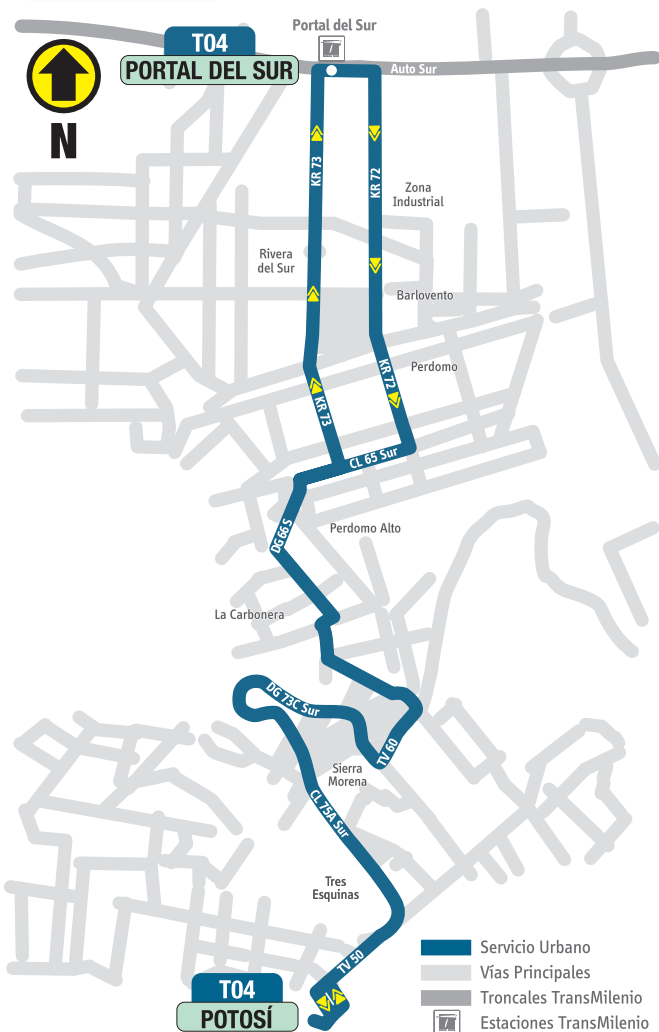 Portal del Sur
T04
PORTAL DEL SUR
Auto Sur
N
KR 73
KR 72
Zona
Industrial
Rivera
del Sur
Barlovento
KR 72
Perdomo
KR 73
CL 65 Sur
DG 66 S
Perdomo Alto
La Carbonera
DG 73C Sur
TV 60
Sierra
Morena
CL 75A Sur
Tres
Esquinas
TV 50
T04
POTOSÍ
Servicio Urbano
Vías Principales
Troncales TransMilenio
Estaciones TransMilenio